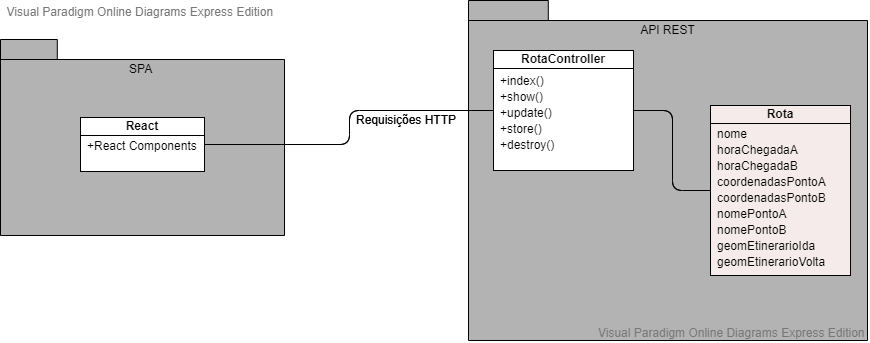 Visual Paradigm Online Diagrams Express Edition
SPA
React
+React Components
Requisições HTTP
API REST
RotaController
+index()
+show()
+update()
+store()
+destroy()
Rota
nome
horaChegadaA
horaChegadaB
coordenadasPontoA
coordenadasPontoB
nomePontoA
nomePontoB
geomEtinerarioIda
geomEtinerarioVolta
Visual Paradigm Online Diagrams Express Edition